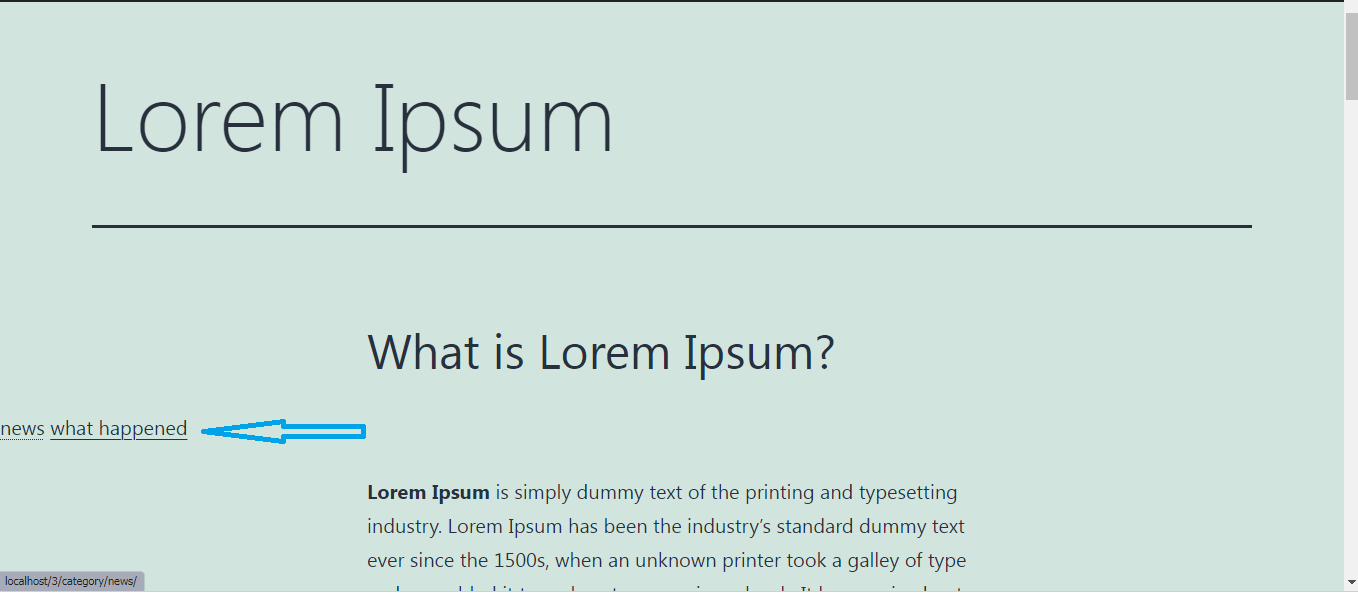 Lorem Ipsum
What is Lorem Ipsum?
news what happened
Lorem Ipsum is simply dummy text of the printing and typesetting
industry. Lorem Ipsum has been the industry’s standard dummy text
ever since the 1500s, when an unknown printer took a galley of type
localhost/3/category/news/